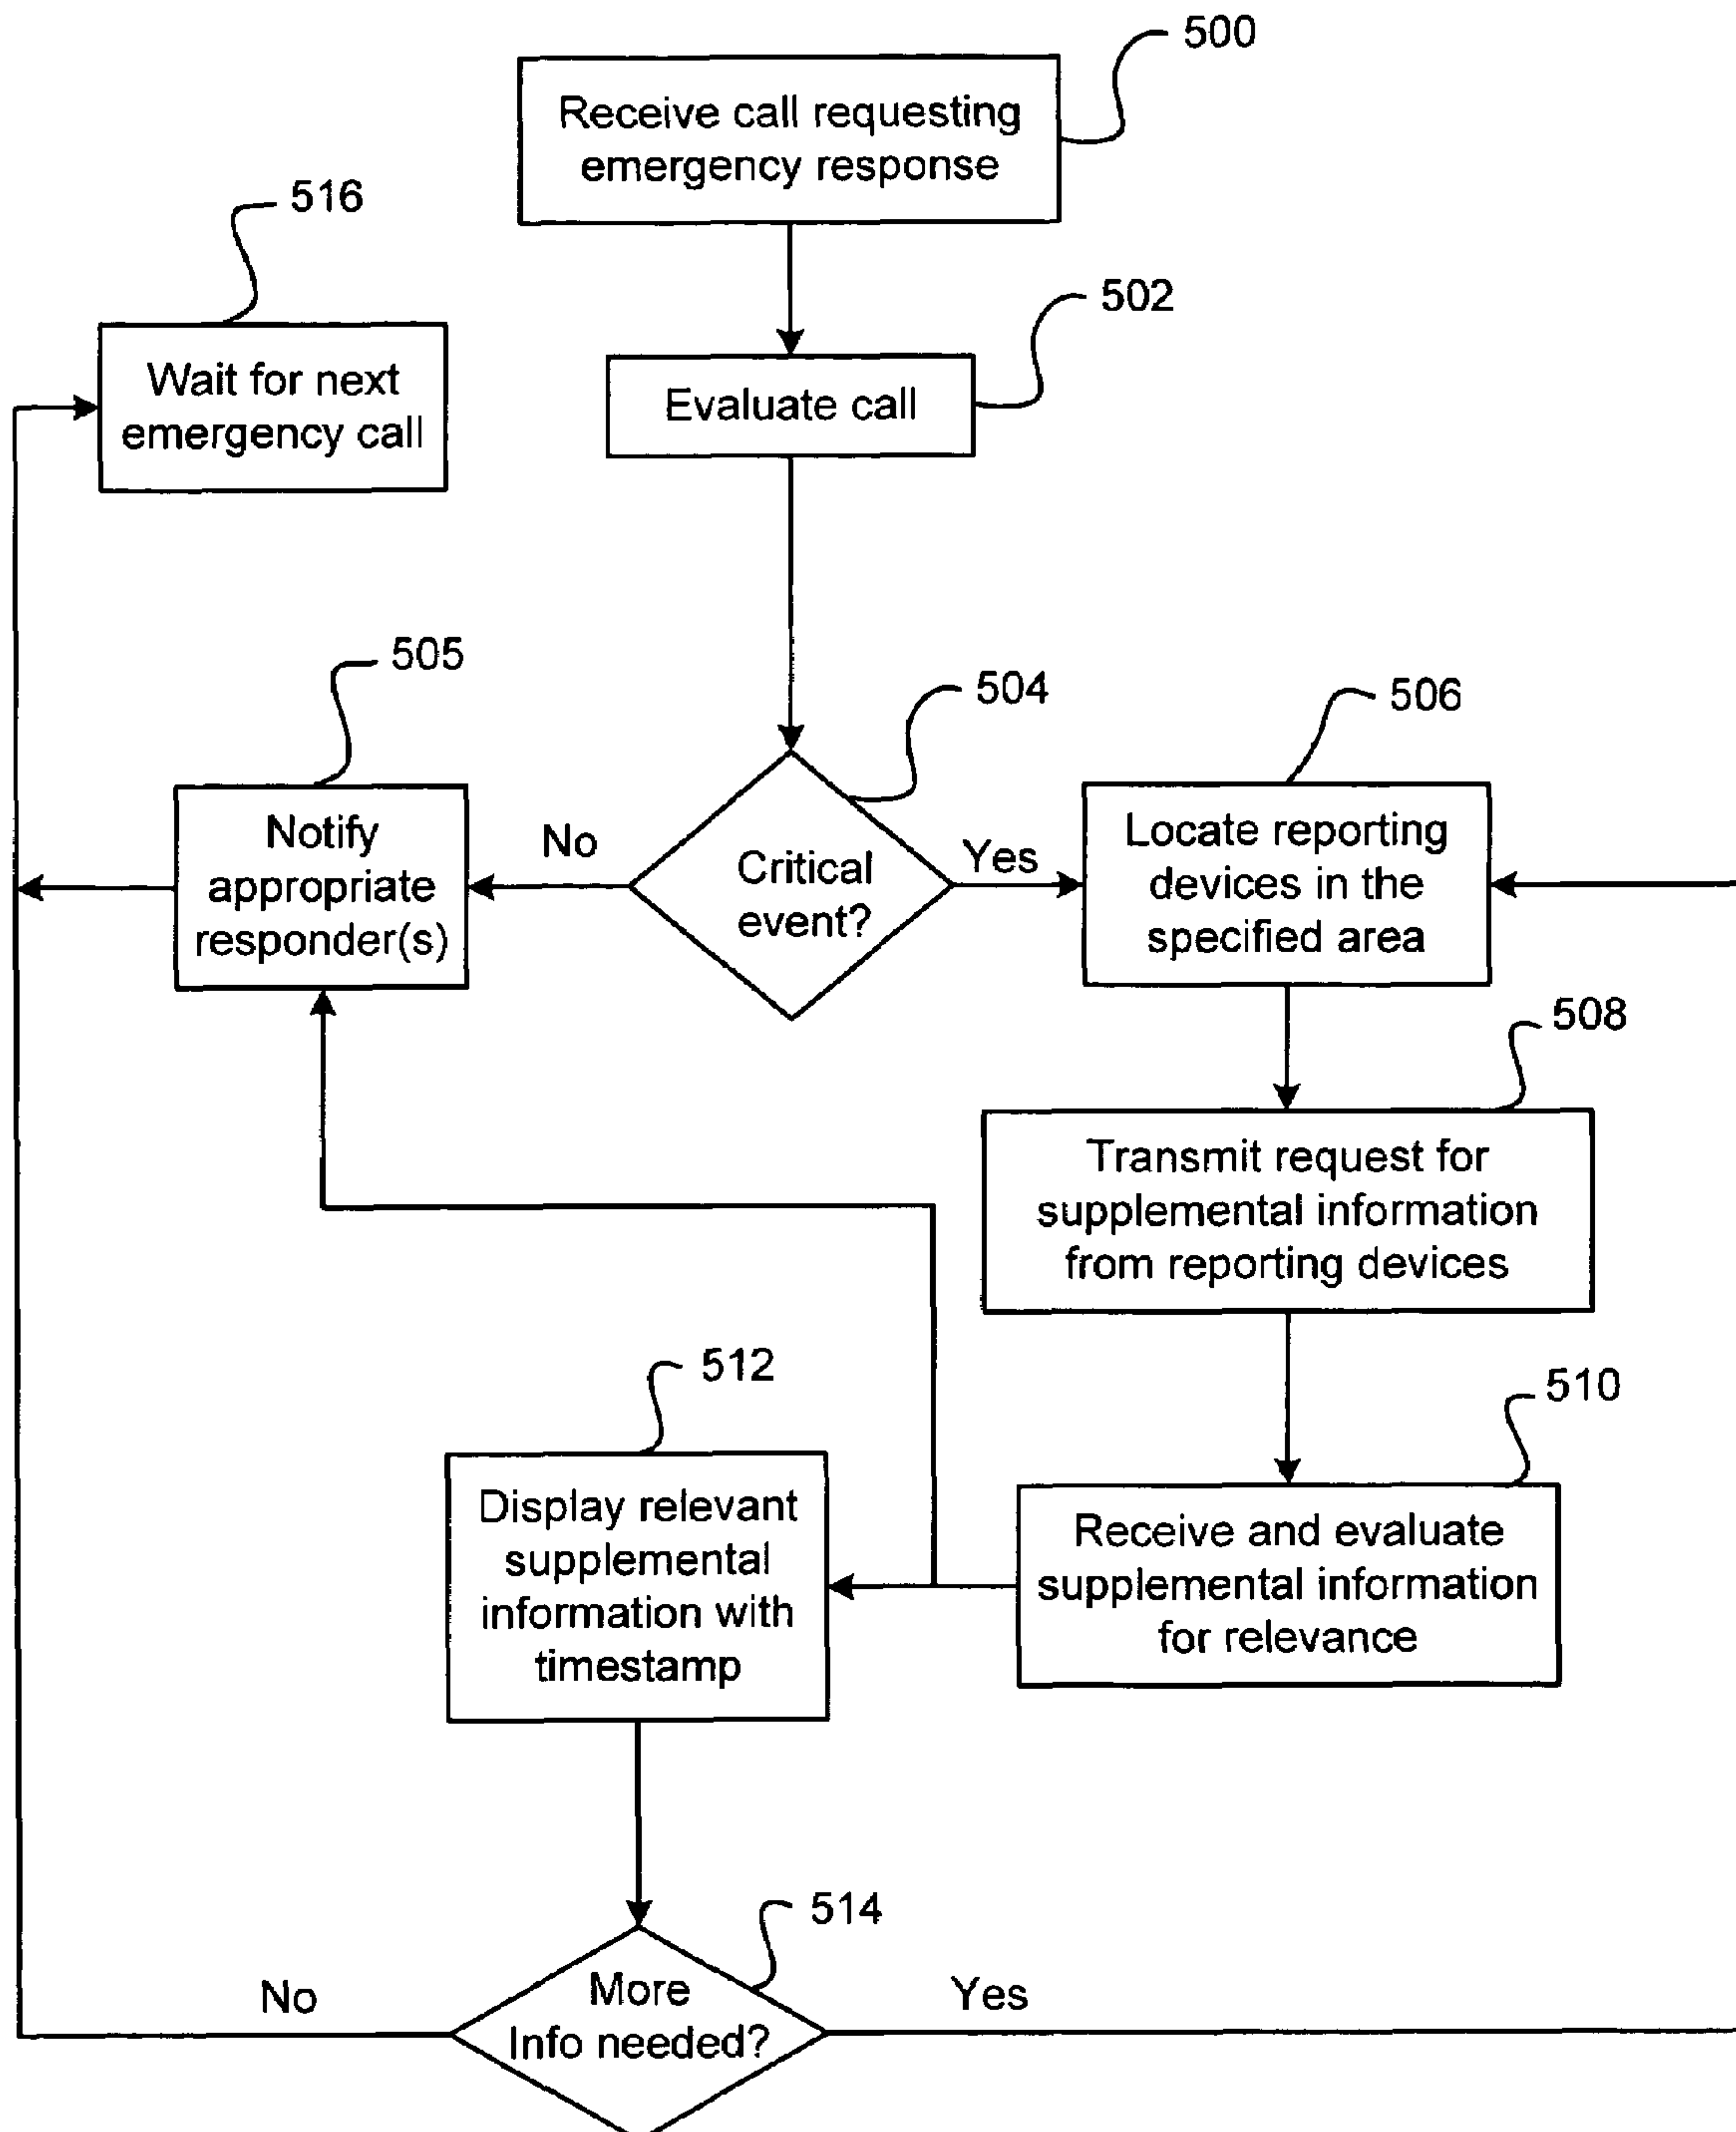 500
Receive call requesting
emergency response
516
502
Wait for next
emergency call
Evaluate call
505
504
506
Notify
appropriate
responder(s)
No
Critical
event?
Yes
Locate reporting
devices in the
specified area
508
Transmit request for
supplemental information
from reporting devices
512
510
Display relevant
supplemental
information with
timestamp
Receive and evaluate
supplemental information
for relevance
514
No
More
Info needed?
Yes